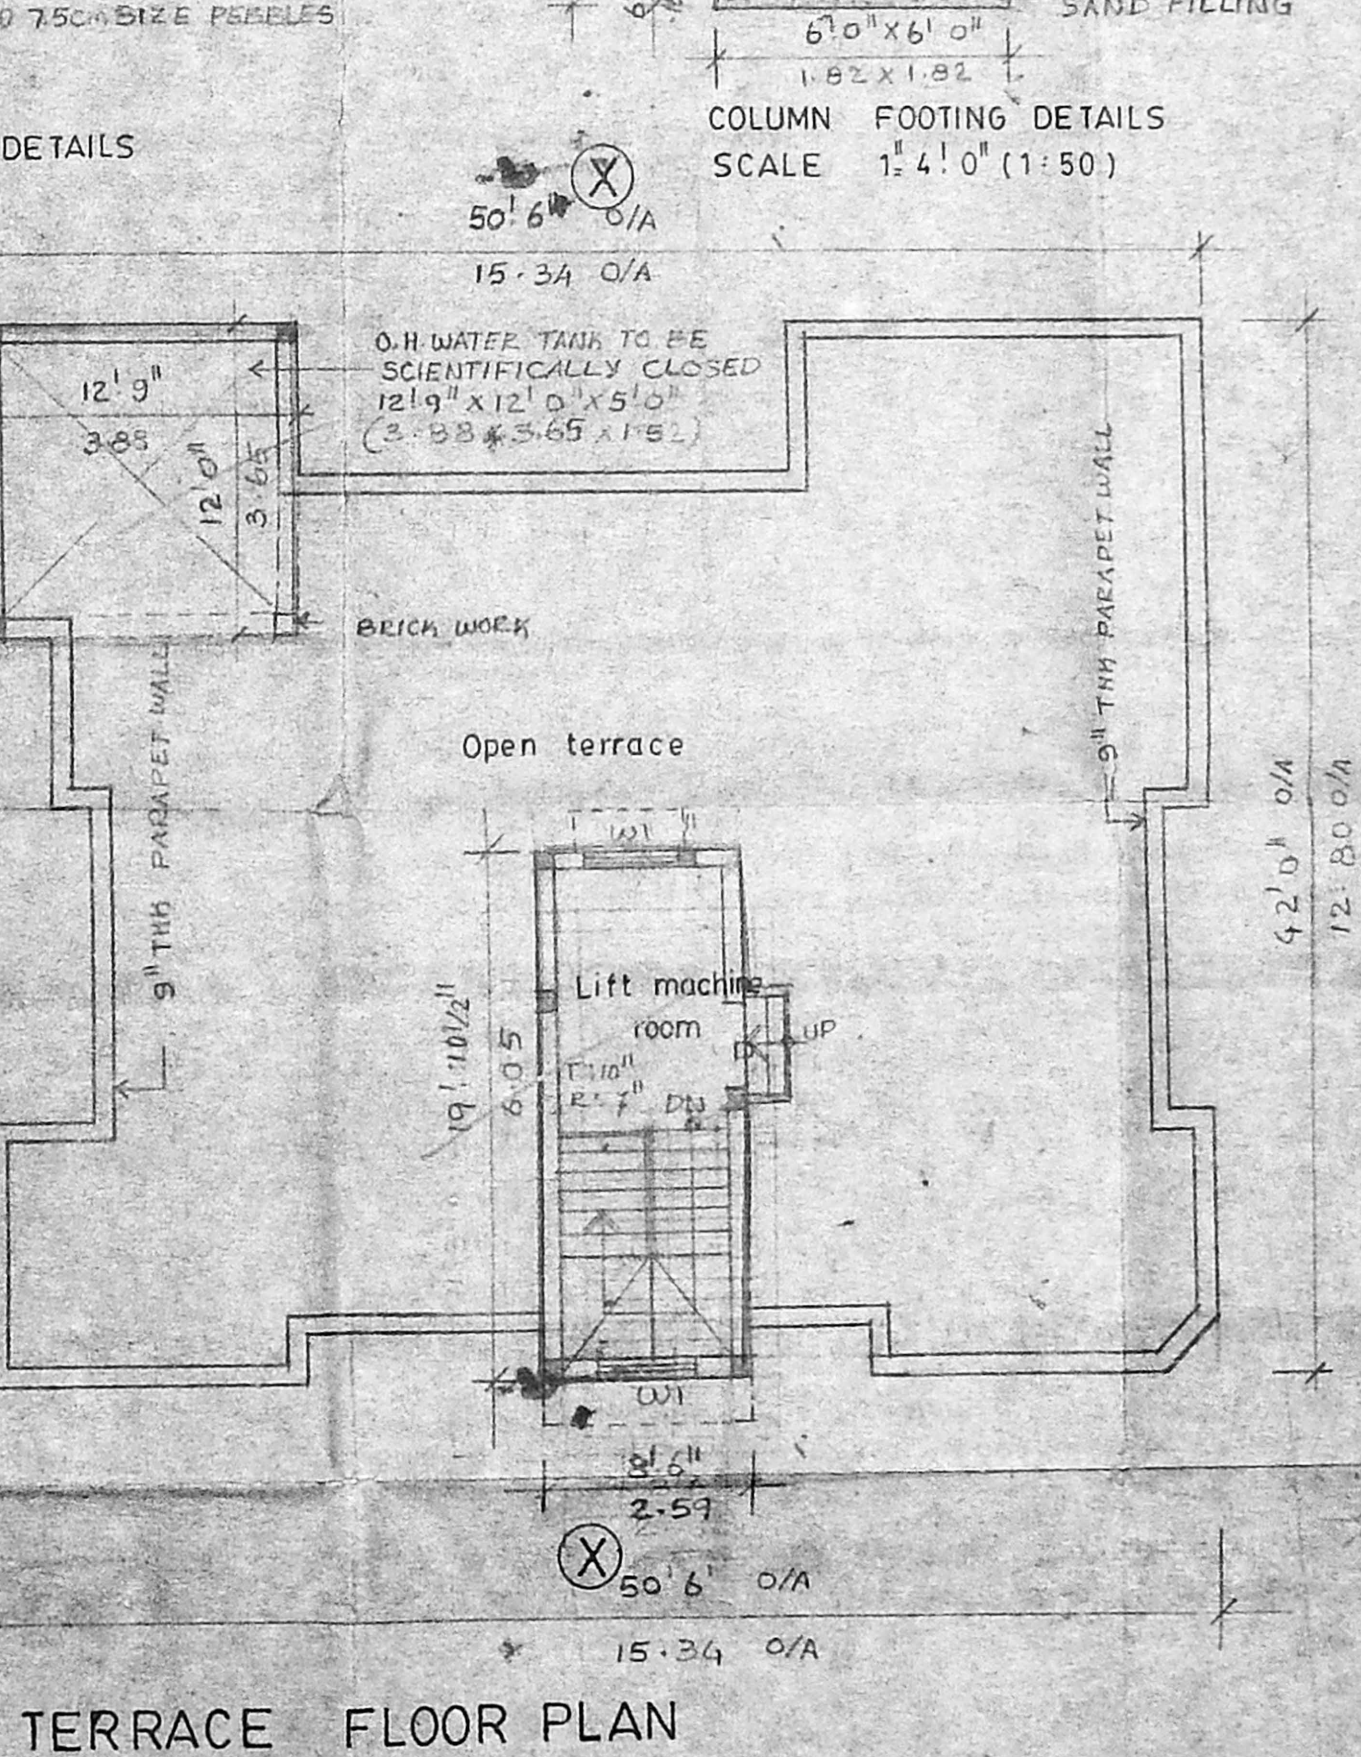 7.5cm SIZE PEBBLES
SAND FILLING
6'.0" X 6' 0"
1.82 X 1.82
COLUMN FOOTING DETAILS
SCALE 1"=4'.0" (1:50)
DETAILS
X
50'.6" O/A
15.34 O/A
O.H. WATER TANK TO BE
SCIENTIFICALLY CLOSED
12'.9" X 12' 0" X 5' 0"
(3.88 X 3.65 X 1.52)
12'.9"
3.88
12'0"
3.65
BRICK WORK
9" THK PARAPET WALL
9" THK PARAPET WALL
Open terrace
W1
Lift machine
room
D
UP
T:10"
R:7" DN
19'.10 1/2"
6.05
42'.0" O/A
12.80 O/A
W1
8'.6"
2.59
X
50'6' O/A
15.34 O/A
TERRACE FLOOR PLAN